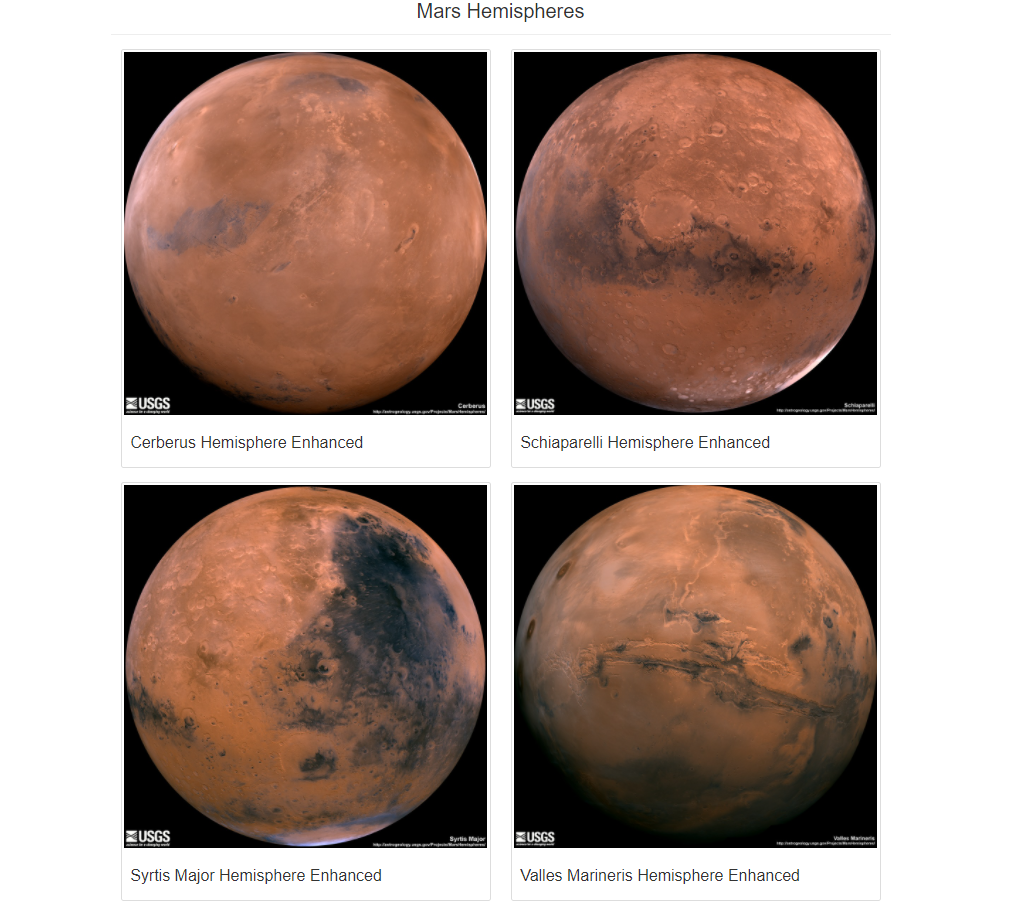 Mars Hemispheres
USGS
science for a changing world
Cerberus
http://astrogeology.usgs.gov/Projects/MarsHemispheres/
Cerberus Hemisphere Enhanced
USGS
science for a changing world
Schiaparelli
http://astrogeology.usgs.gov/Projects/MarsHemispheres/
Schiaparelli Hemisphere Enhanced
USGS
science for a changing world
Syrtis Major
http://astrogeology.usgs.gov/Projects/MarsHemispheres/
Syrtis Major Hemisphere Enhanced
USGS
science for a changing world
Valles Marineris
http://astrogeology.usgs.gov/Projects/MarsHemispheres/
Valles Marineris Hemisphere Enhanced